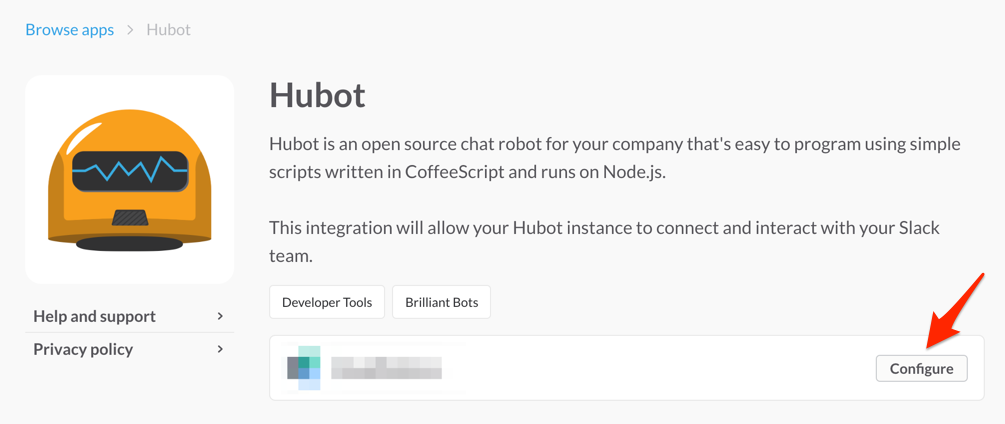 Browse apps > Hubot
Hubot
Hubot is an open source chat robot for your company that's easy to program using simple
scripts written in CoffeeScript and runs on Node.js.
This integration will allow your Hubot instance to connect and interact with your Slack
team.
Developer Tools Brilliant Bots
Help and support >
Privacy policy >
Configure